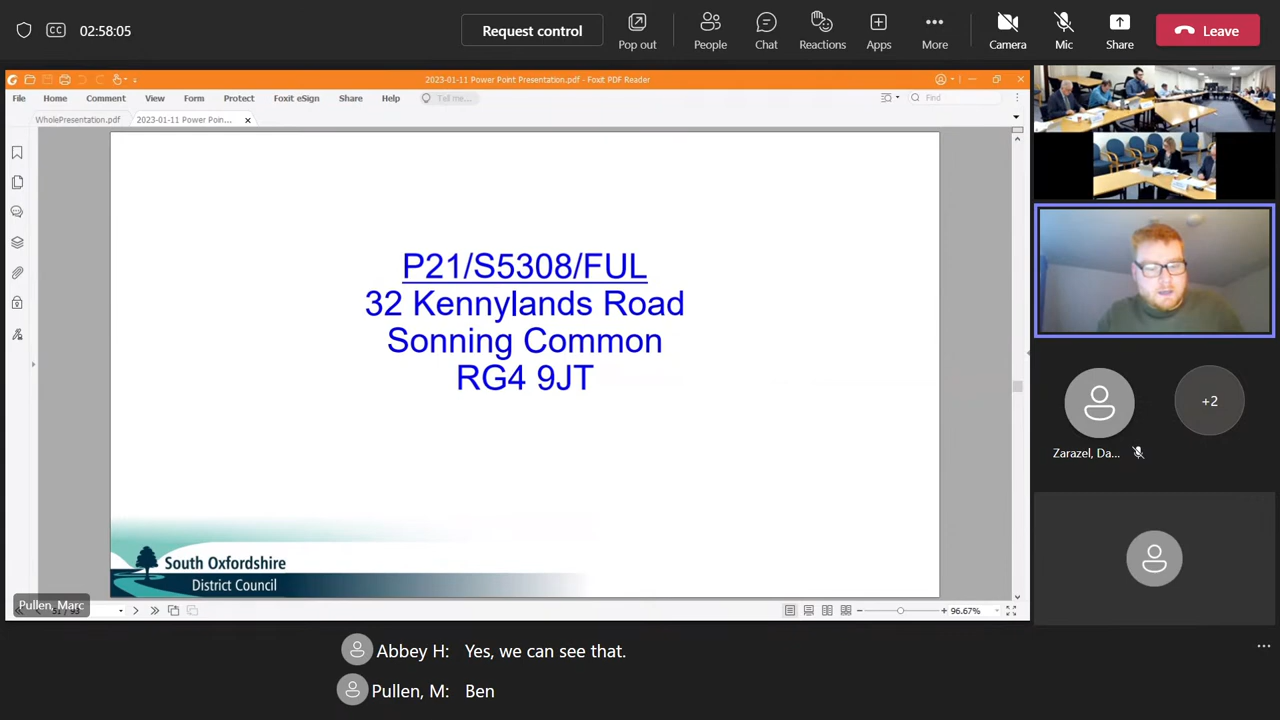 CC
02:58:05
Request control
Pop out
People
Chat
Reactions
Apps
More
Camera
Mic
Share
Leave
2023-01-11 Power Point Presentation.pdf - Foxit PDF Reader
File Home Comment View Form Protect Foxit eSign Share Help Tell me... Find
WholePresentation.pdf 2023-01-11 Power Poin...
P21/S5308/FUL
32 Kennylands Road
Sonning Common
RG4 9JT
South Oxfordshire
District Council
Pullen, Marc
96.67%
+2
Zarazel, Da...
Abbey H: Yes, we can see that.
Pullen, M: Ben